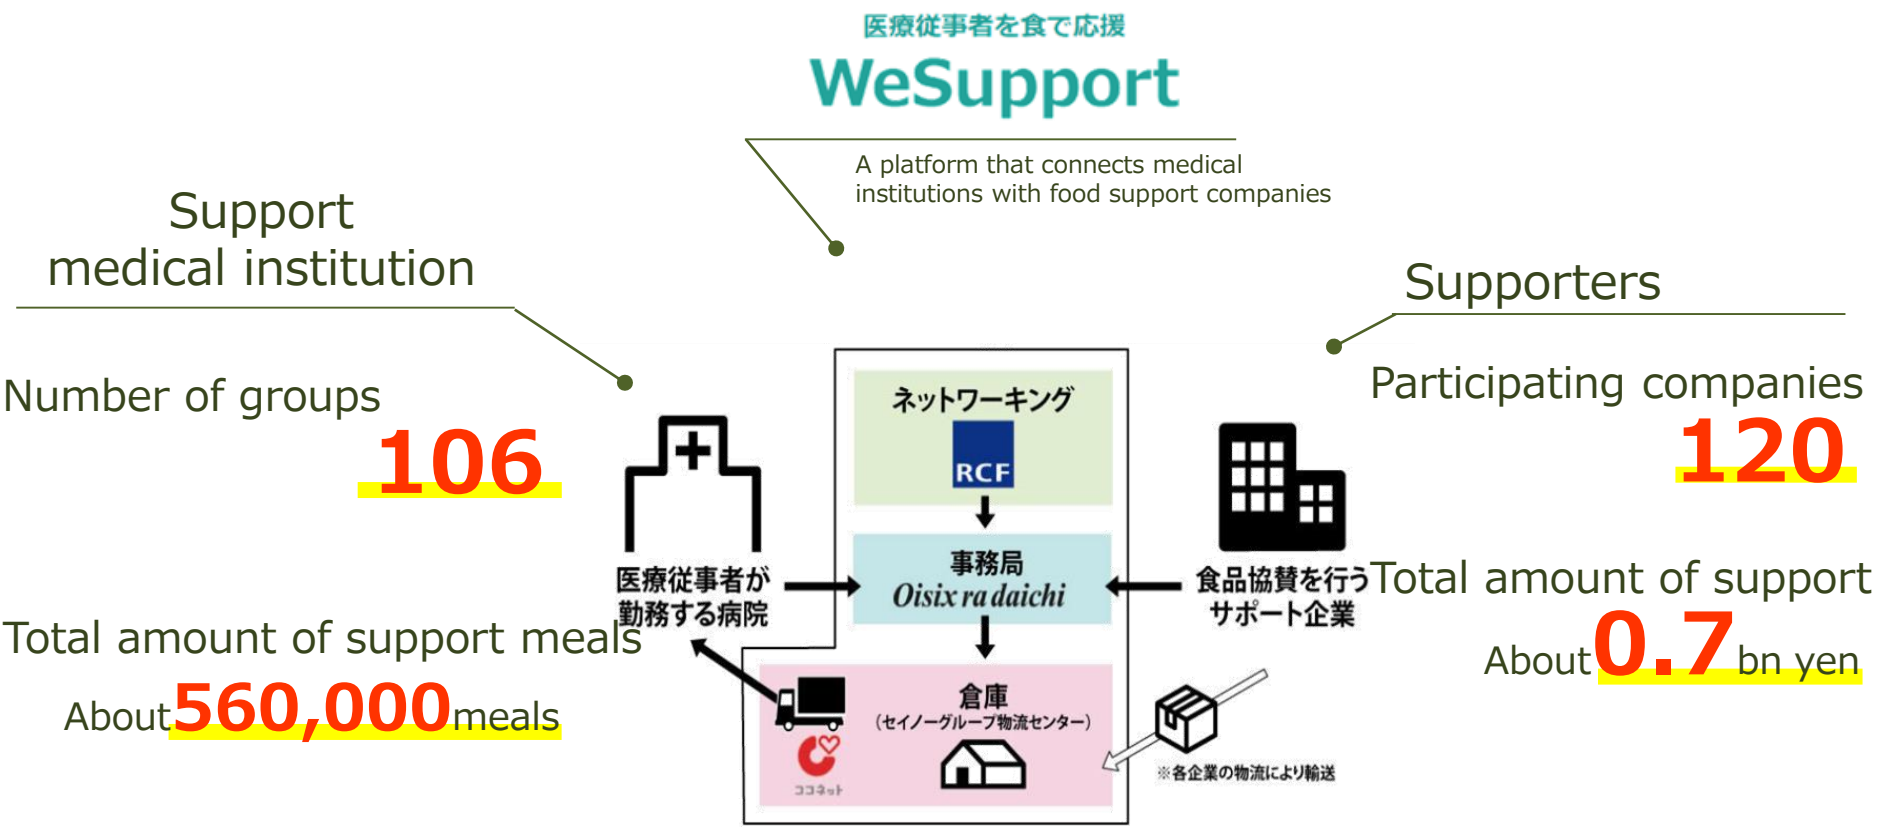 医療従事者を食で応援
WeSupport
A platform that connects medical
institutions with food support companies
Support
medical institution
Number of groups
106
Total amount of support meals
About 560,000 meals
Supporters
Participating companies
120
Total amount of support
About 0.7 bn yen
ネットワーキング
RCF
事務局
Oisix ra daichi
医療従事者が
勤務する病院
食品協賛を行う
サポート企業
倉庫
（セイノーグループ物流センター）
ココネット
※各企業の物流により輸送